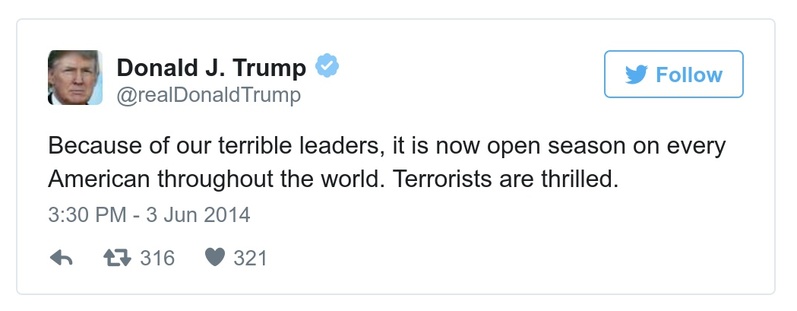 Donald J. Trump
@realDonaldTrump
Follow
Because of our terrible leaders, it is now open season on every
American throughout the world. Terrorists are thrilled.
3:30 PM - 3 Jun 2014
316 321